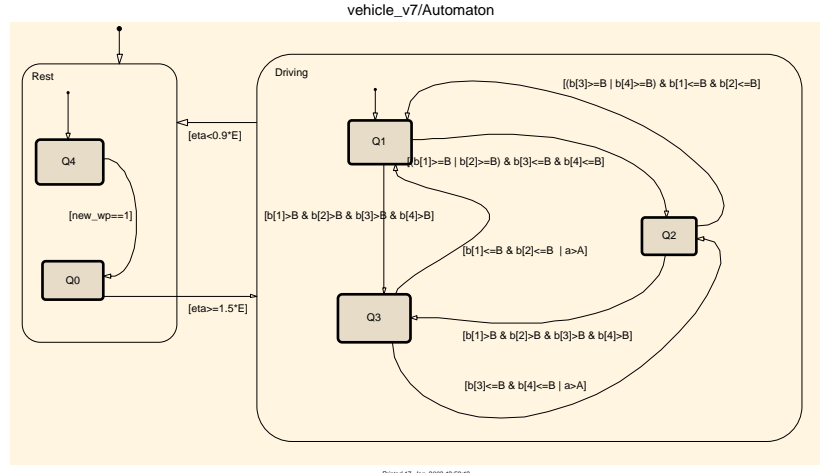 vehicle_v7/Automaton
Rest
Driving
[(b[3]>=B | b[4]>=B) & b[1]<=B & b[2]<=B]
Q1
[eta<0.9*E]
Q4
[(b[1]>=B | b[2]>=B) & b[3]<=B & b[4]<=B]
[new_wp==1]
[b[1]>B & b[2]>B & b[3]>B & b[4]>B]
Q2
[b[1]<=B & b[2]<=B | a>A]
Q0
[eta>=1.5*E]
Q3
[b[1]>B & b[2]>B & b[3]>B & b[4]>B]
[b[3]<=B & b[4]<=B | a>A]